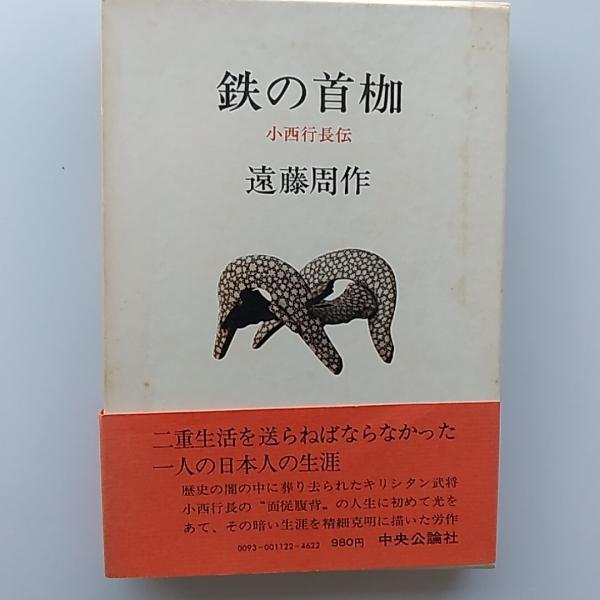 鉄の首枷
小西行長伝
遠藤周作
二重生活を送らねばならなかった
一人の日本人の生涯
歴史の闇の中に葬り去られたキリシタン武将
小西行長の〝面従腹背〟の人生に初めて光を
あて、その暗い生涯を精細克明に描いた労作
0093-001122-4622 980円 中央公論社